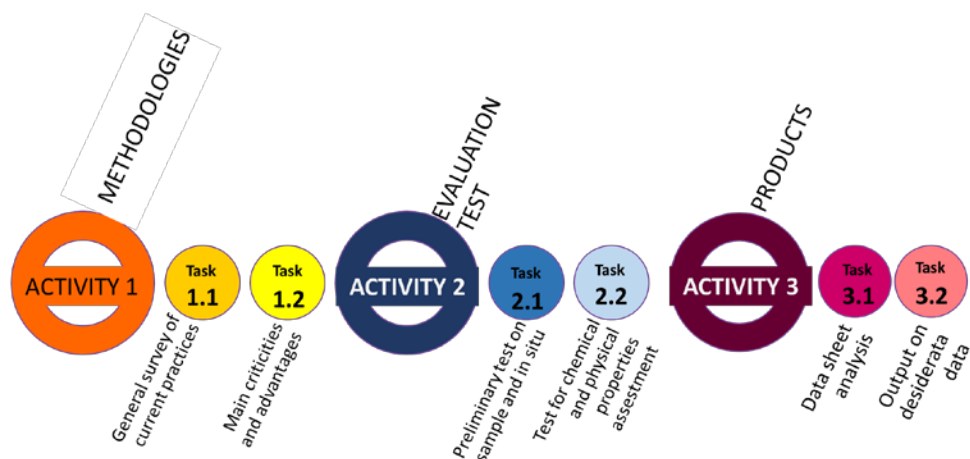 METHODOLOGIES
ACTIVITY 1
Task
1.1
General survey of
current practices
Task
1.2
Main criticities
and advantages
EVALUATION
TEST
ACTIVITY 2
Task
2.1
Preliminary test on
sample and in situ
Task
2.2
Test for chemical
and physical
properties
assestment
PRODUCTS
ACTIVITY 3
Task
3.1
Data sheet
analysis
Task
3.2
Output on
desiderata
data